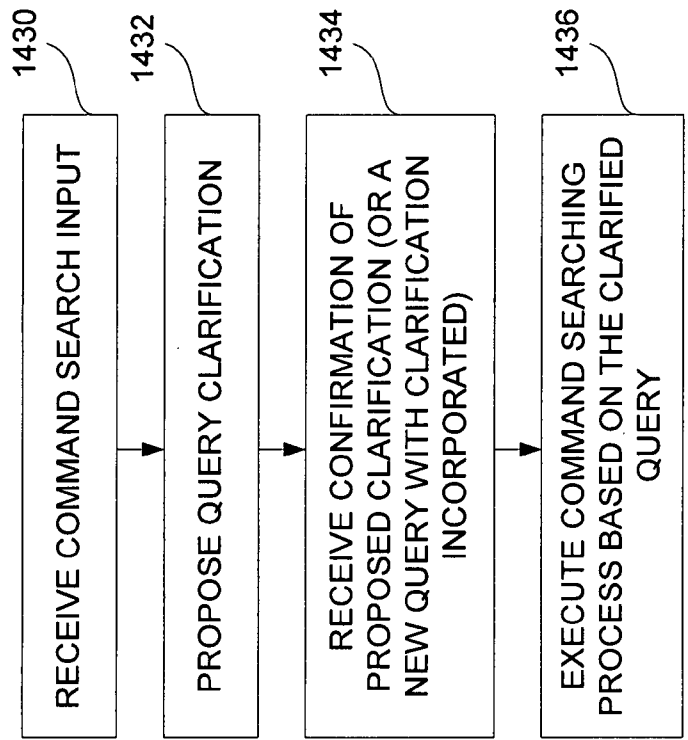 RECEIVE COMMAND SEARCH INPUT
1430
PROPOSE QUERY CLARIFICATION
1432
RECEIVE CONFIRMATION OF
PROPOSED CLARIFICATION (OR A
NEW QUERY WITH CLARIFICATION
INCORPORATED)
1434
EXECUTE COMMAND SEARCHING
PROCESS BASED ON THE CLARIFIED
QUERY
1436